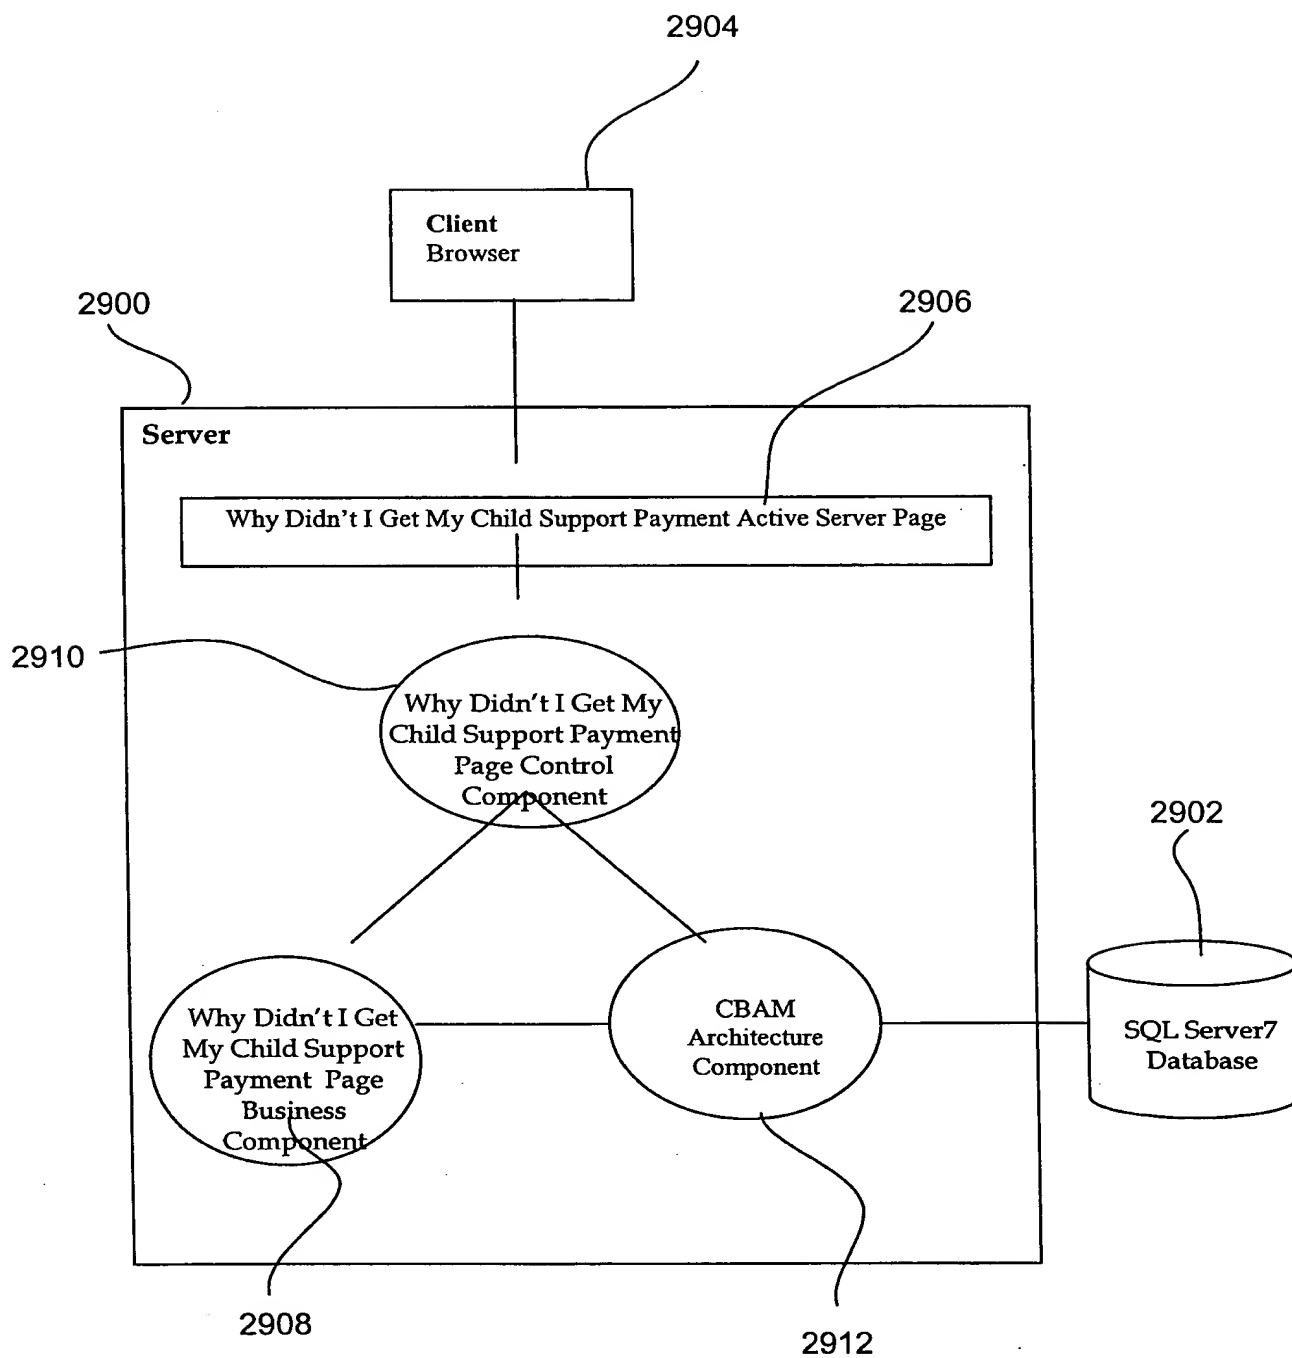 2904
Client
Browser
2900
2906
Server
Why Didn't I Get My Child Support Payment Active Server Page
2910
Why Didn't I Get My
Child Support Payment
Page Control
Component
2902
Why Didn't I Get
My Child Support
Payment Page
Business
Component
CBAM
Architecture
Component
SQL Server7
Database
2908
2912